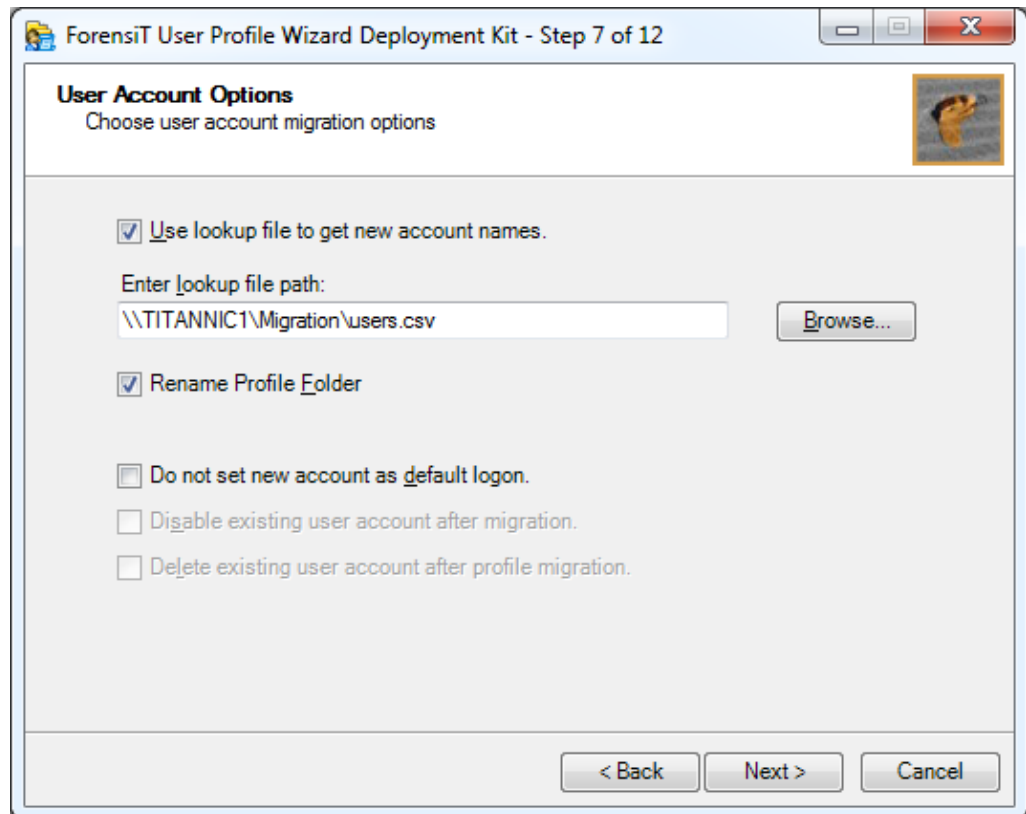 ForensiT User Profile Wizard Deployment Kit - Step 7 of 12
User Account Options
Choose user account migration options
Use lookup file to get new account names.
Enter lookup file path:
\\TITANNIC1\Migration\users.csv
Browse...
Rename Profile Folder
Do not set new account as default logon.
Disable existing user account after migration.
Delete existing user account after profile migration.
< Back Next > Cancel